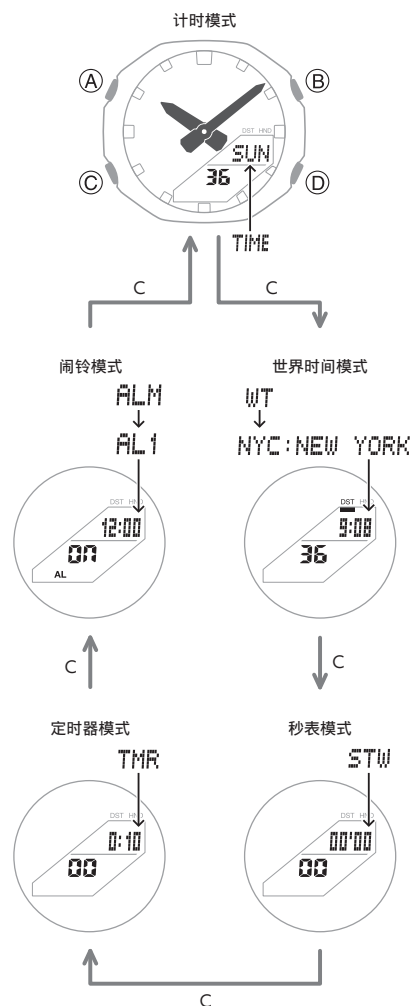 计时模式
A
B
DST HND
SUN
36
C
D
TIME
C
C
闹铃模式
世界时间模式
ALM
WT
AL1
NYC:NEW YORK
DST HND
12:00
ON
AL
DST HND
9:08
36
C
C
定时器模式
秒表模式
TMR
STW
DST HND
0:10
00
DST HND
00'00
00
C